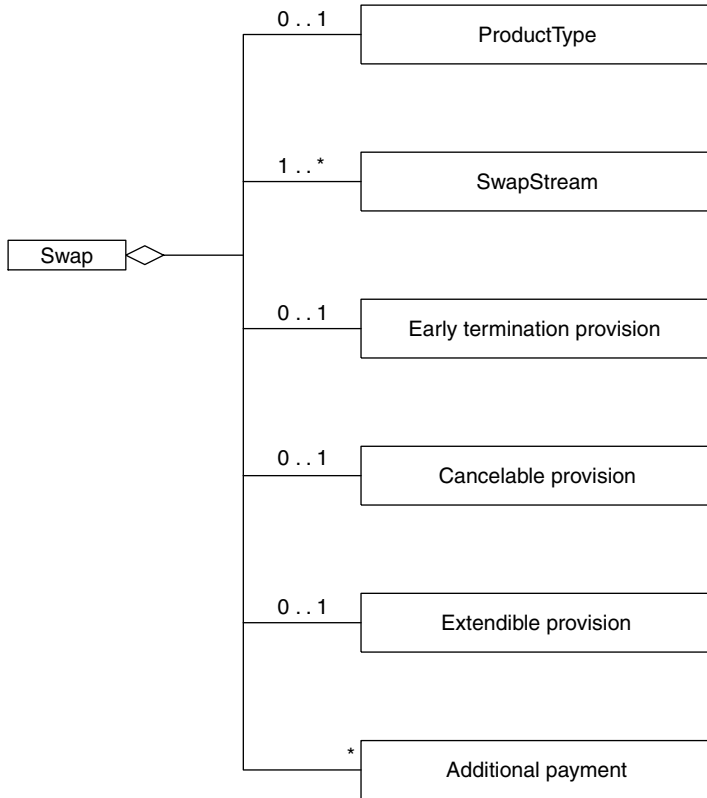 0 . . 1
ProductType
1 . . *
SwapStream
Swap
0 . . 1
Early termination provision
0 . . 1
Cancelable provision
0 . . 1
Extendible provision
*
Additional payment